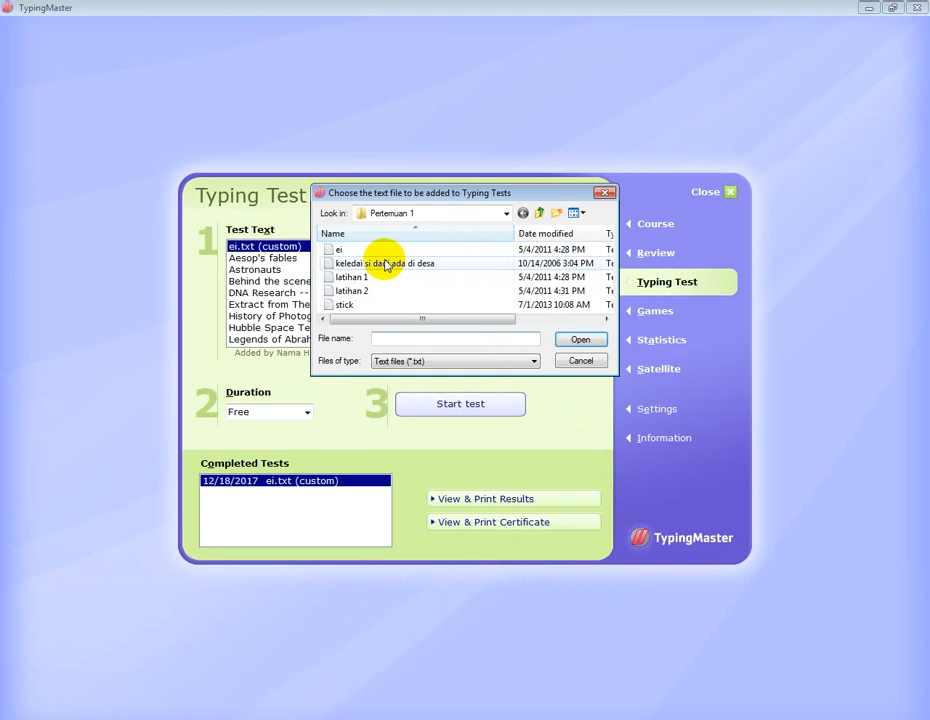 TypingMaster
Typing Test
Choose the text file to be added to Typing Tests
Close
Look in:
Pertemuan 1
1
Test Text
Name
Date modified
ei.txt (custom)
Aesop's fables
Astronauts
Behind the scene
DNA Research --
Extract from The
History of Photog
Hubble Space Te
Legends of Abrah
Added by Nama H
ei
5/4/2011 4:28 PM
10/14/2006 3:04 PM
keledai si di desa
latihan 1
5/4/2011 4:28 PM
latihan 2
5/4/2011 4:31 PM
stick
7/1/2013 10:08 AM
File name:
Open
Files of type:
Text files (*.txt)
Cancel
2
Duration
Free
3
Start test
Completed Tests
12/18/2017 ei.txt (custom)
View & Print Results
View & Print Certificate
Course
Review
Typing Test
Games
Statistics
Satellite
Settings
Information
TypingMaster